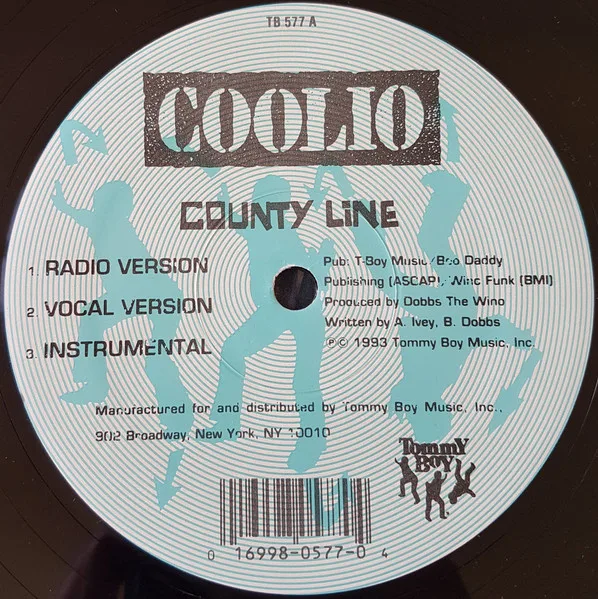 TB 577 A
COOLIO
COUNTY LINE
1. RADIO VERSION
2. VOCAL VERSION
3. INSTRUMENTAL
Pub: T-Boy Music/Boo Daddy
Publishing (ASCAP), Wino Funk (BMI)
Produced by Dobbs The Wino
Written by A. Ivey, B. Dobbs
℗© 1993 Tommy Boy Music, Inc.
Manufactured for and distributed by Tommy Boy Music, Inc.,
902 Broadway, New York, NY 10010
Tommy
Boy
0 16998-0577-0 4